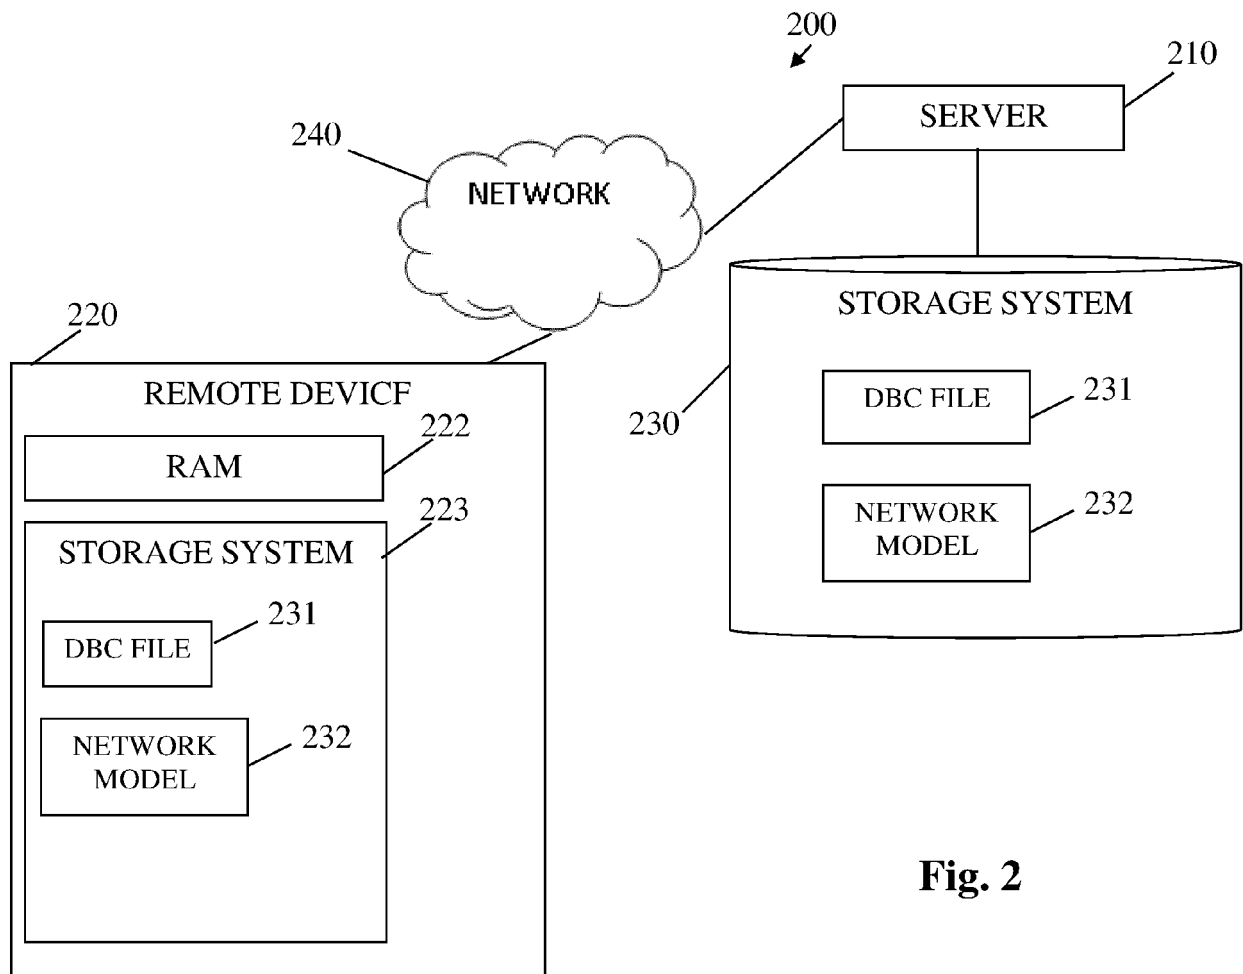 200
210
SERVER
240
NETWORK
STORAGE SYSTEM
220
REMOTE DEVICF
DBC FILE
231
230
222
RAM
223
NETWORK
MODEL
232
STORAGE SYSTEM
231
DBC FILE
232
NETWORK
MODEL
Fig. 2